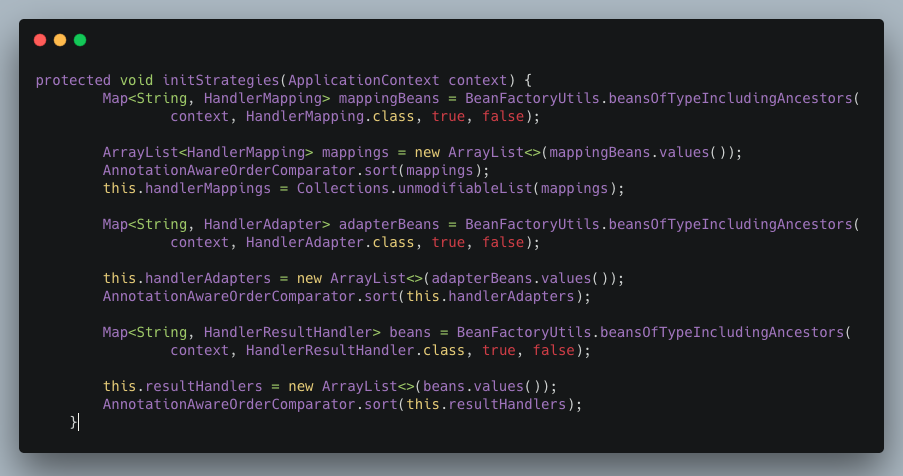 protected void initStrategies(ApplicationContext context) {
        Map<String, HandlerMapping> mappingBeans = BeanFactoryUtils.beansOfTypeIncludingAncestors(
                context, HandlerMapping.class, true, false);

        ArrayList<HandlerMapping> mappings = new ArrayList<>(mappingBeans.values());
        AnnotationAwareOrderComparator.sort(mappings);
        this.handlerMappings = Collections.unmodifiableList(mappings);

        Map<String, HandlerAdapter> adapterBeans = BeanFactoryUtils.beansOfTypeIncludingAncestors(
                context, HandlerAdapter.class, true, false);

        this.handlerAdapters = new ArrayList<>(adapterBeans.values());
        AnnotationAwareOrderComparator.sort(this.handlerAdapters);

        Map<String, HandlerResultHandler> beans = BeanFactoryUtils.beansOfTypeIncludingAncestors(
                context, HandlerResultHandler.class, true, false);

        this.resultHandlers = new ArrayList<>(beans.values());
        AnnotationAwareOrderComparator.sort(this.resultHandlers);
    }